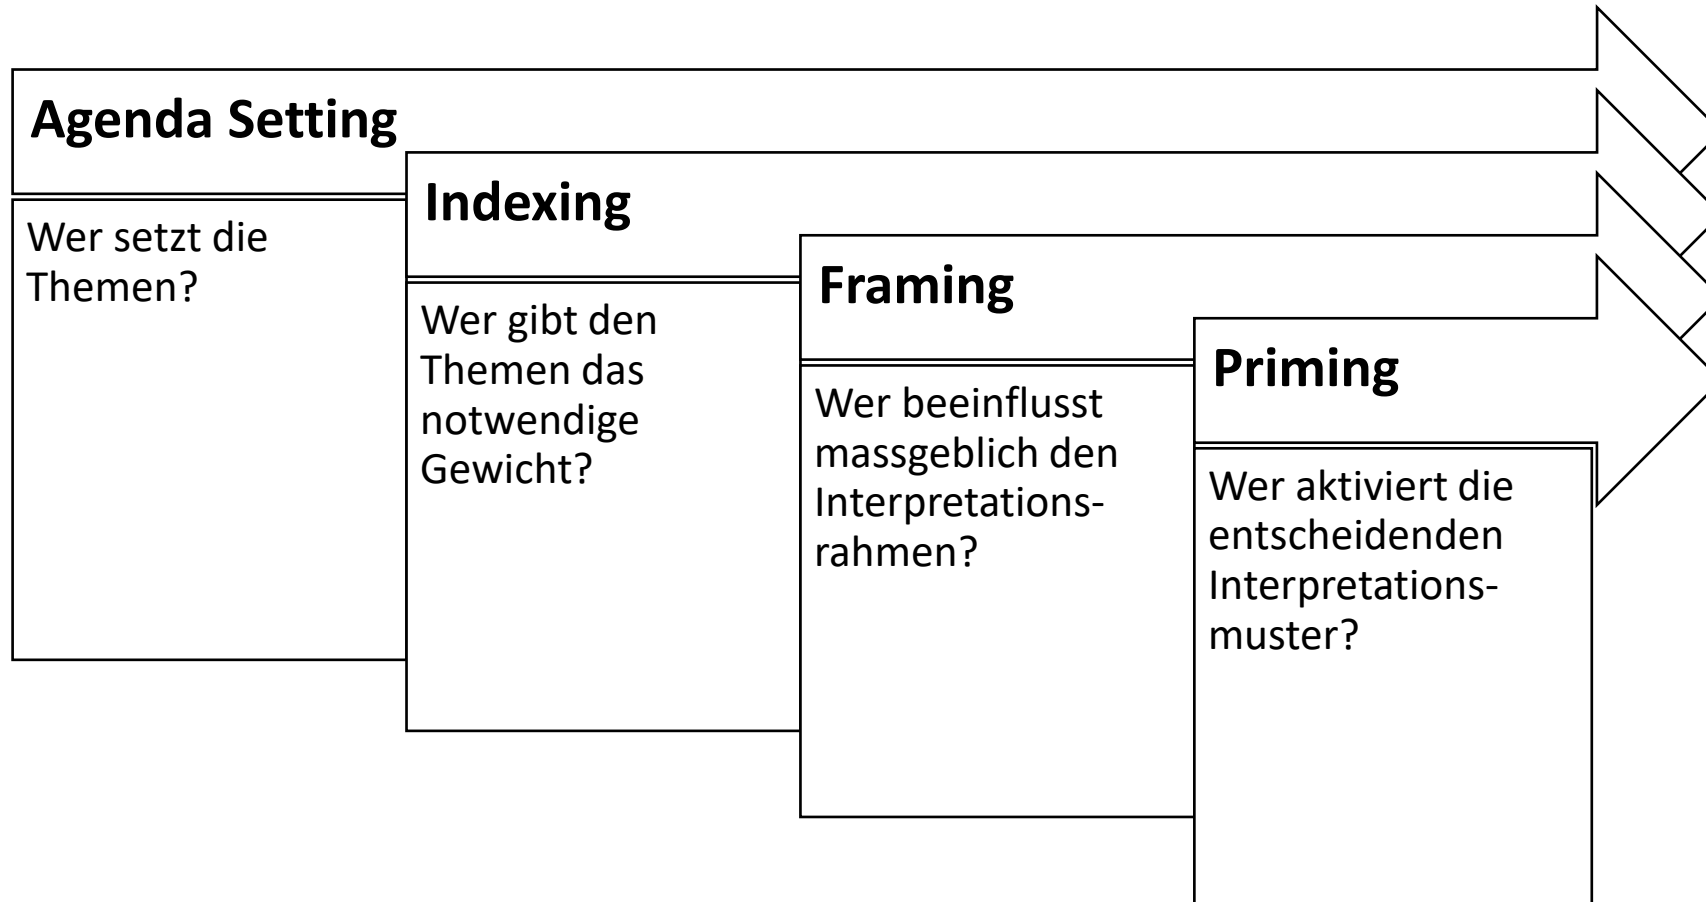 Agenda Setting
Wer setzt die
Themen?
Indexing
Wer gibt den
Themen das
notwendige
Gewicht?
Framing
Wer beeinflusst
massgeblich den
Interpretations-
rahmen?
Priming
Wer aktiviert die
entscheidenden
Interpretations-
muster?